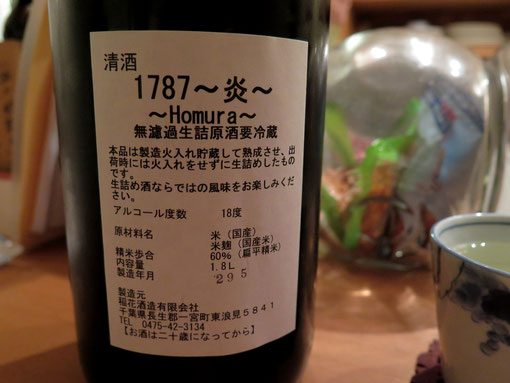 清酒
1787～炎～
～Homura～
無濾過生詰原酒要冷蔵
本品は製造火入れ貯蔵して熟成させ、出
荷時には火入れをせずに生詰めしたもの
です。
生詰め酒ならではの風味をお楽しみくだ
さい。
アルコール度数 18度
原材料名 米（国産）
米麹（国産米）
精米歩合 60％（扁平精米）
内容量 1.8L
製造年月 29 5
製造元
稲花酒造有限会社
千葉県長生郡一宮町東浪見5841
TEL 0475-42-3134
【お酒は二十歳になってから】